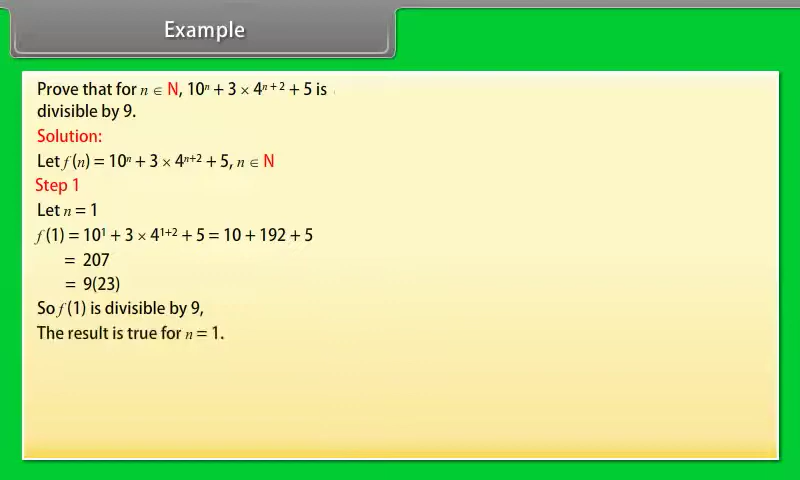 Example
Prove that for n ∈ N, 10ⁿ + 3 × 4ⁿ⁺² + 5 is
divisible by 9.
Solution:
Let f (n) = 10ⁿ + 3 × 4ⁿ⁺² + 5, n ∈ N
Step 1
Let n = 1
f (1) = 10¹ + 3 × 4¹⁺² + 5 = 10 + 192 + 5
= 207
= 9(23)
So f (1) is divisible by 9,
The result is true for n = 1.